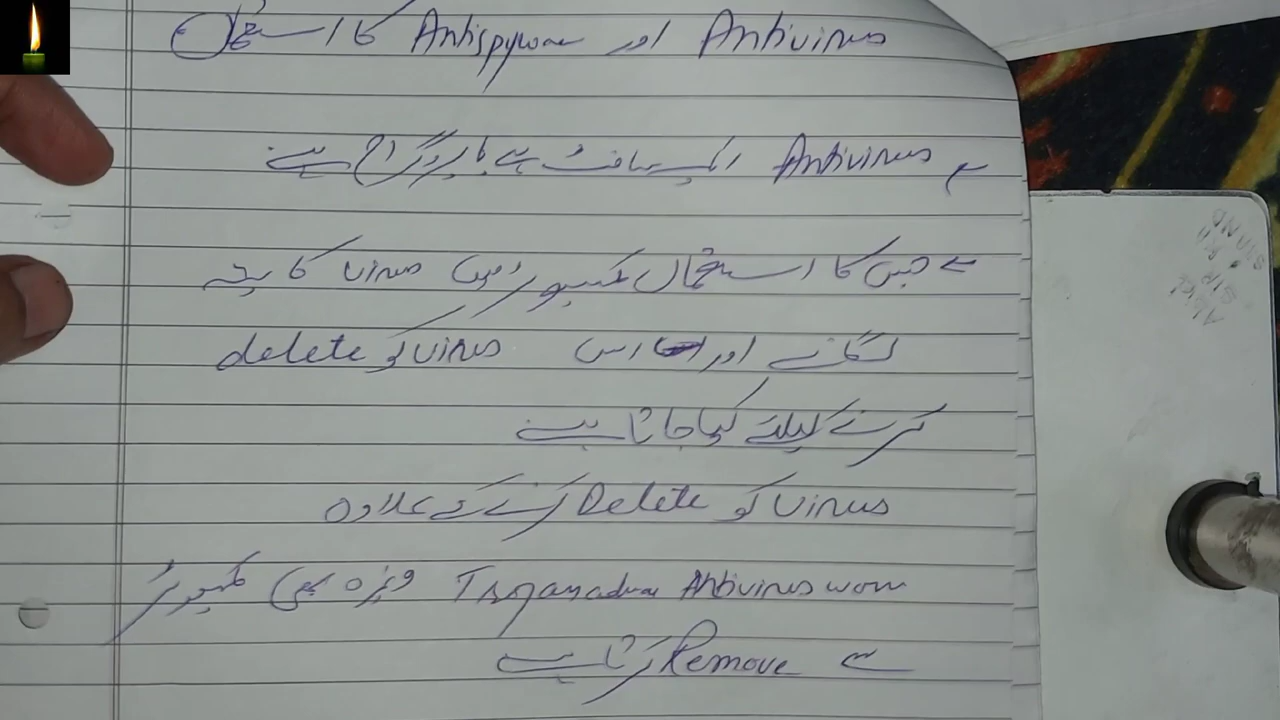 Antivirus اور Antispyware کا استعمال
Antivirus ایک سافٹ ہے یا پروگرام ہے
جس کا استعمال کمپیوٹر میں Virus کا پتہ
لگانے اور اس Virus کو delete
کرنے کیلئے کیا جاتا ہے
Virus کو Delete کرنے کے علاوہ
Antivirus worm وغیرہ بھی کمپیوٹر
سے Remove کرتا ہے